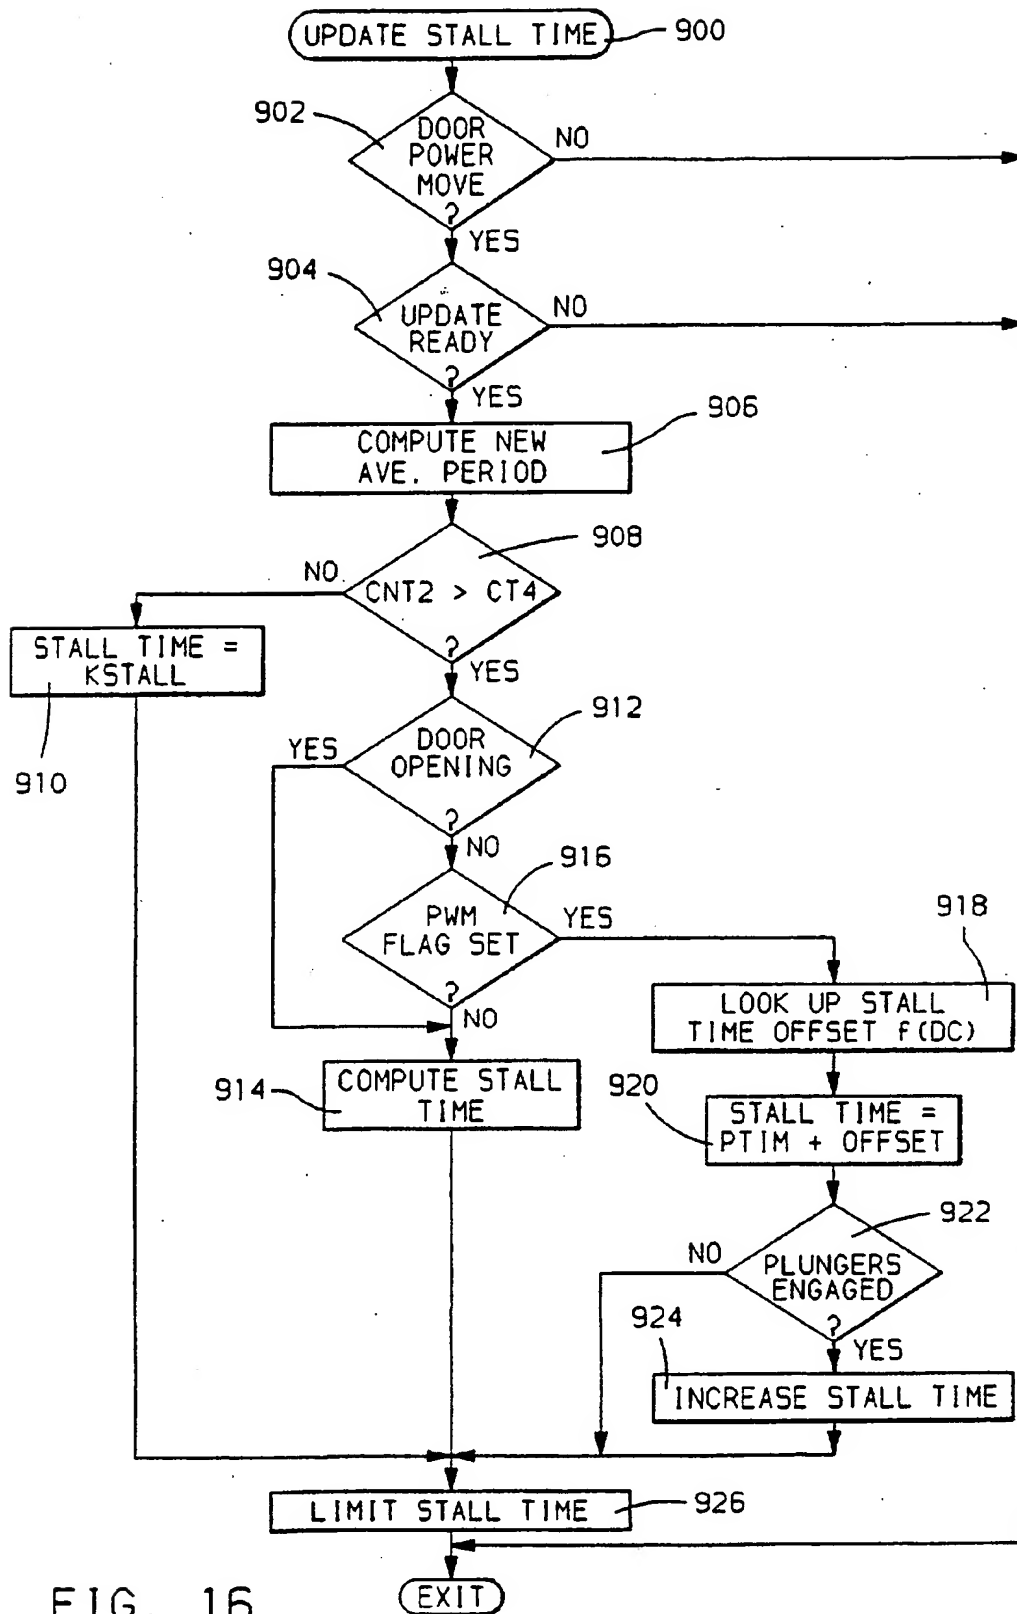 UPDATE STALL TIME
900
902
DOOR
POWER
MOVE
?
NO
YES
904
UPDATE
READY
?
NO
YES
906
COMPUTE NEW
AVE. PERIOD
908
NO
CNT2 > CT4
?
YES
STALL TIME =
KSTALL
910
912
YES
DOOR
OPENING
?
NO
916
PWM
FLAG SET
?
YES
NO
918
LOOK UP STALL
TIME OFFSET f(DC)
914
COMPUTE STALL
TIME
920
STALL TIME =
PTIM + OFFSET
922
NO
PLUNGERS
ENGAGED
?
YES
924
INCREASE STALL TIME
LIMIT STALL TIME
926
EXIT
FIG. 16